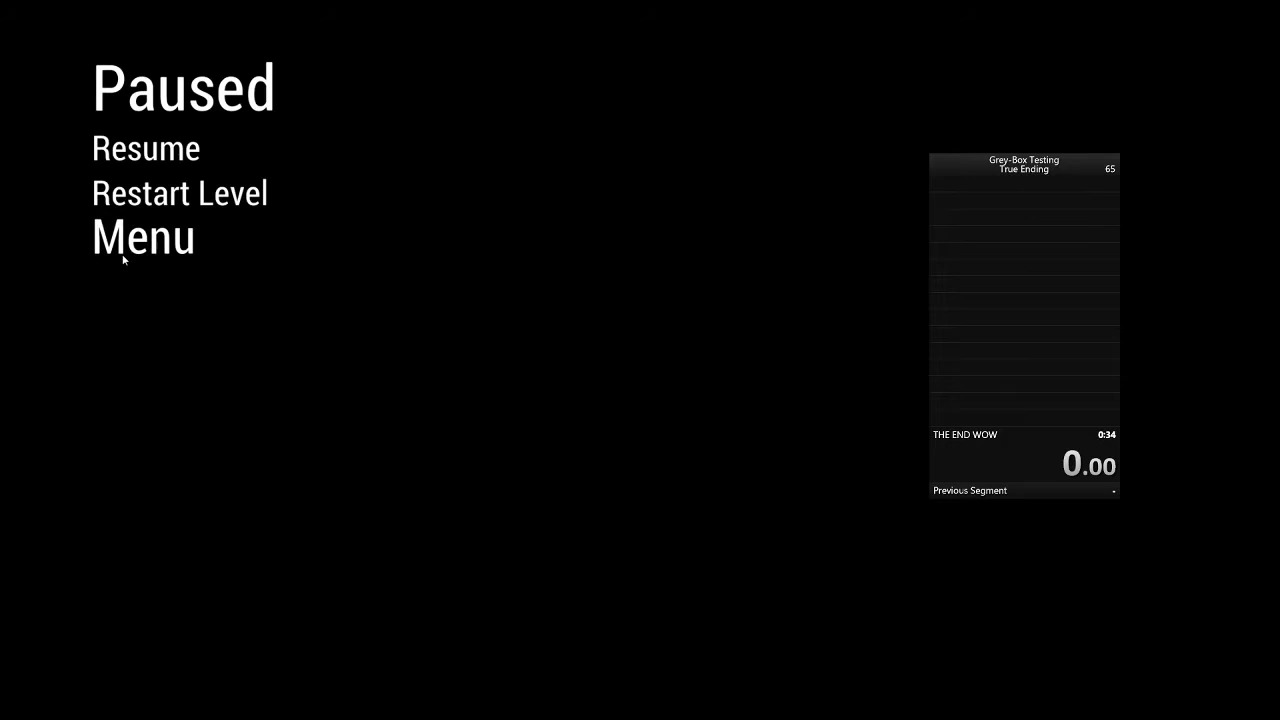 Paused
Resume
Restart Level
Menu
Grey-Box Testing
True Ending 65
THE END WOW 0:34
0.00
Previous Segment -